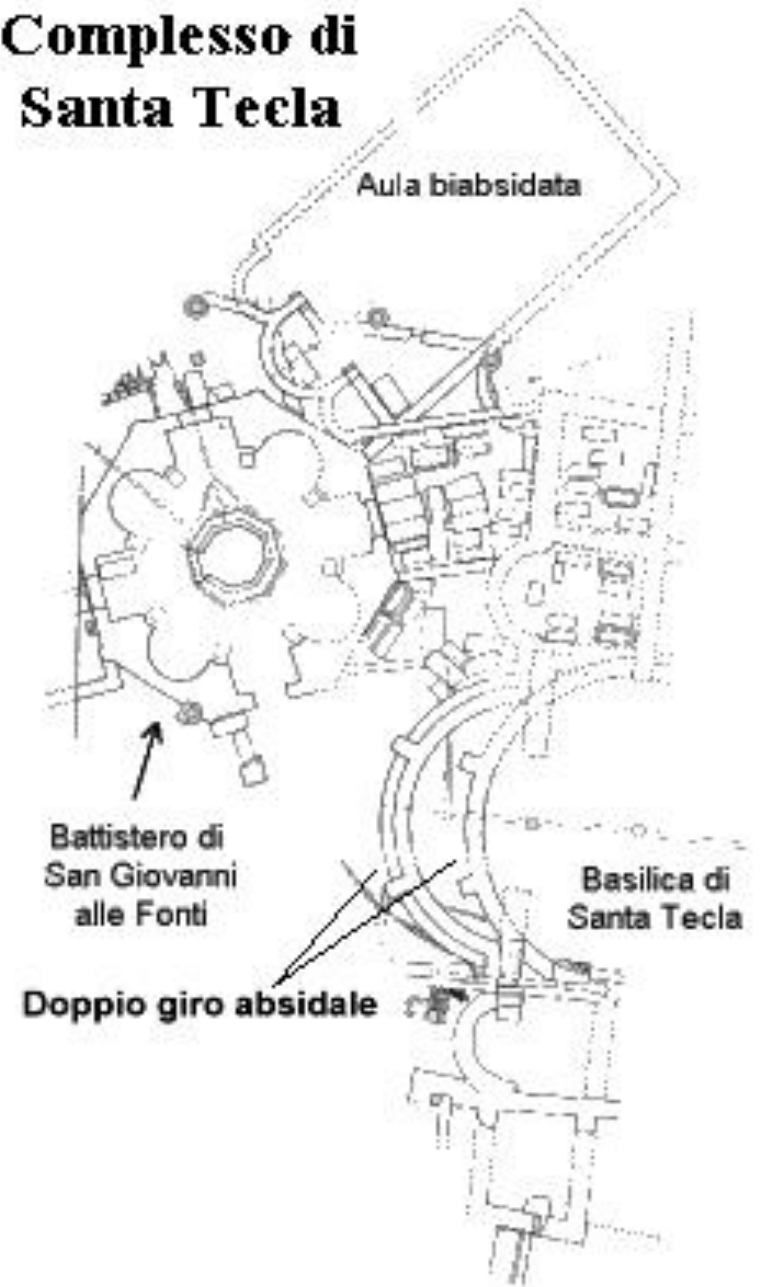 Complesso di
Santa Tecla
Aula biabsidata
Battistero di
San Giovanni
alle Fonti
Basilica di
Santa Tecla
Doppio giro absidale